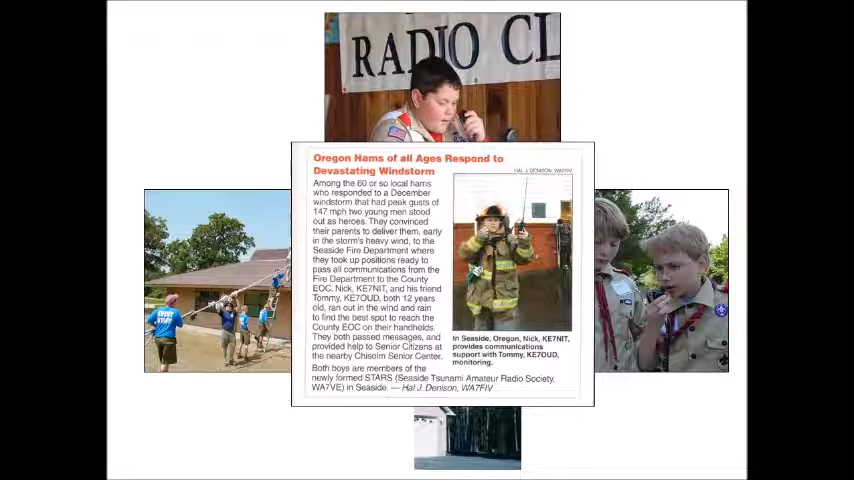 RADIO CL
Oregon Hams of all Ages Respond to
Devastating Windstorm
HAL J. DENISON, WA7FIV
Among the 60 or so local hams
who responded to a December
windstorm that had peak gusts of
147 mph two young men stood
out as heroes. They convinced
their parents to deliver them, early
in the storm's heavy wind, to the
Seaside Fire Department where
they took up positions ready to
pass all communications from the
Fire Department to the County
EOC. Nick, KE7NIT, and his friend
Tommy, KE7OUD, both 12 years
old, ran out in the wind and rain
to find the best spot to reach the
County EOC on their handhelds.
They both passed messages, and
provided help to Senior Citizens at
the nearby Chisolm Senior Center.
Both boys are members of the
newly formed STARS (Seaside Tsunami Amateur Radio Society,
WA7VE) in Seaside. — Hal J. Denison, WA7FIV
In Seaside, Oregon, Nick, KE7NIT,
provides communications
support with Tommy, KE7OUD,
monitoring.